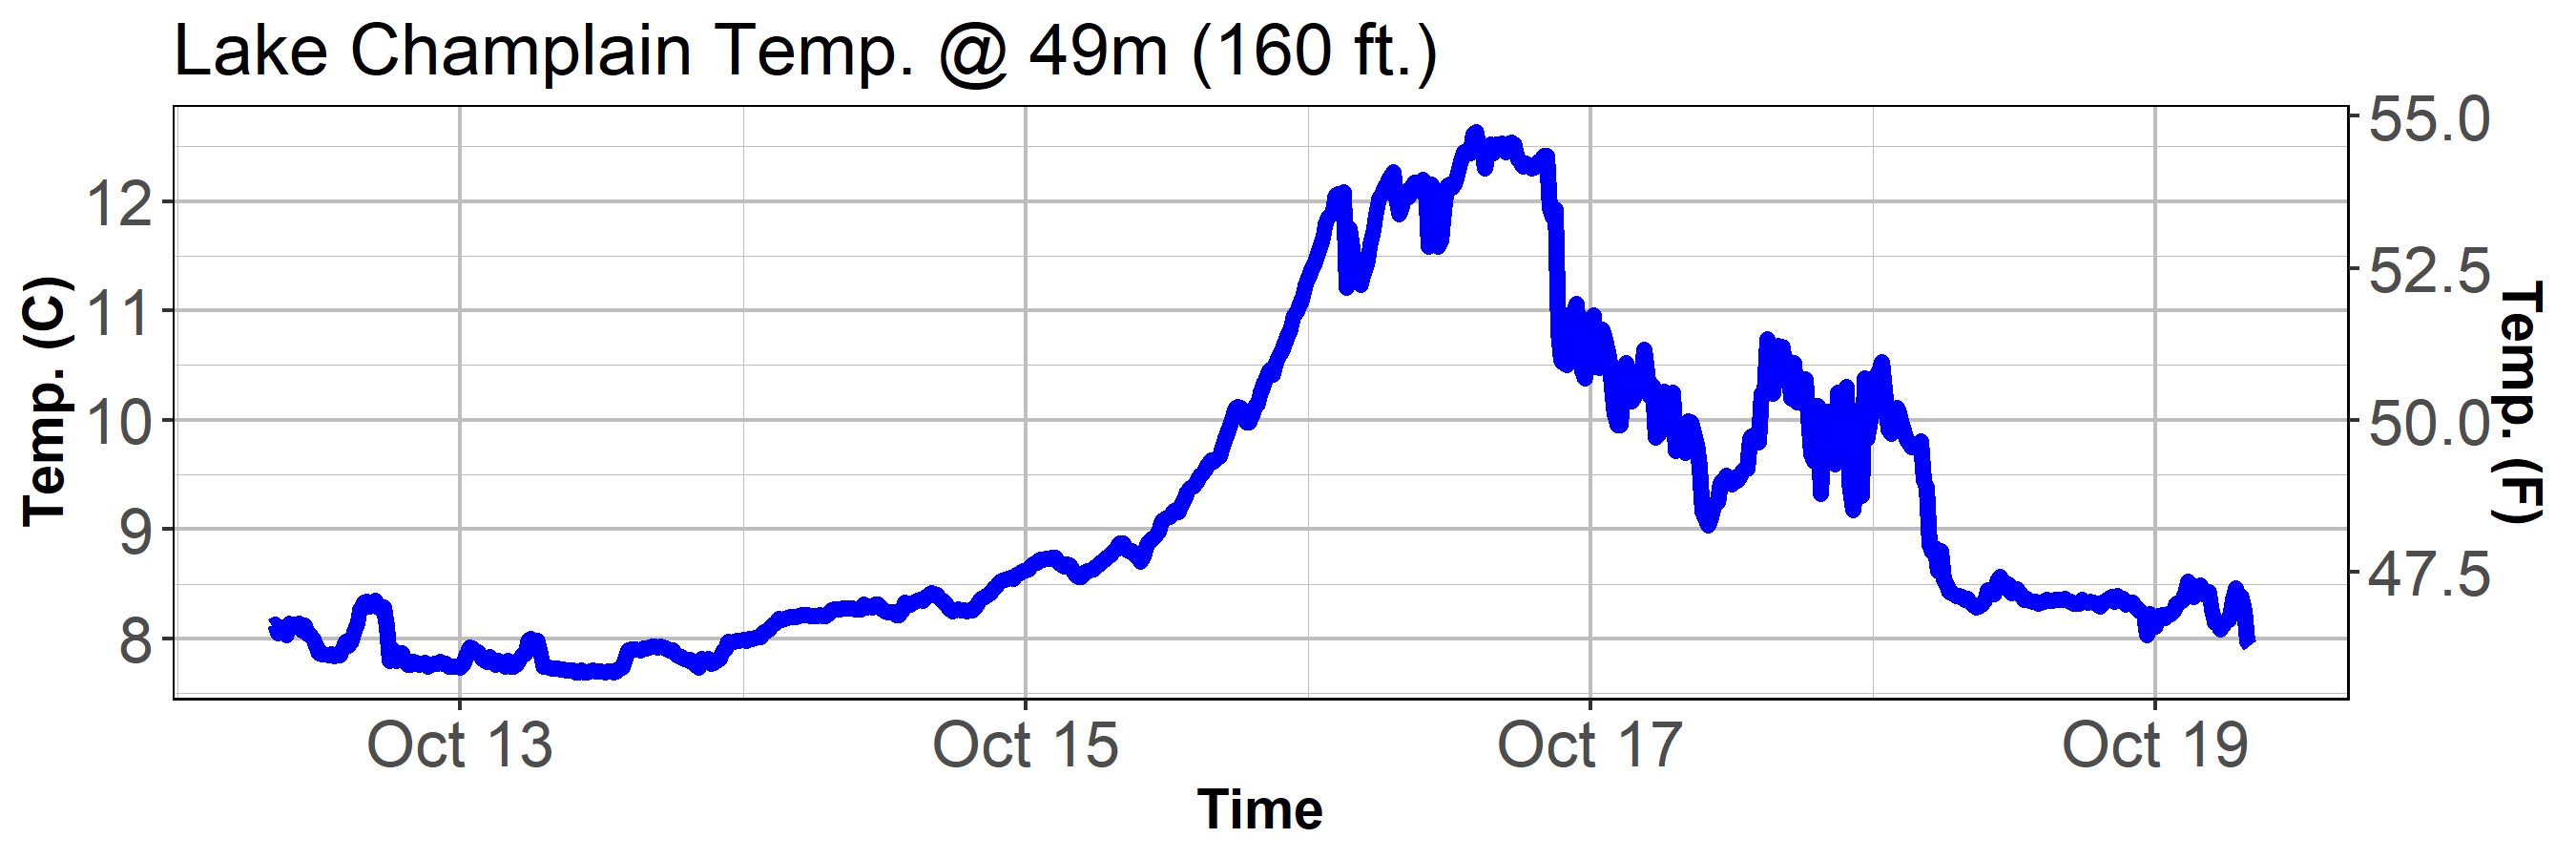 Lake Champlain Temp. @ 49m (160 ft.)
Temp. (C)
12
11
10
9
8
55.0
52.5
50.0
47.5
Temp. (F)
Oct 13 Oct 15 Oct 17 Oct 19
Time